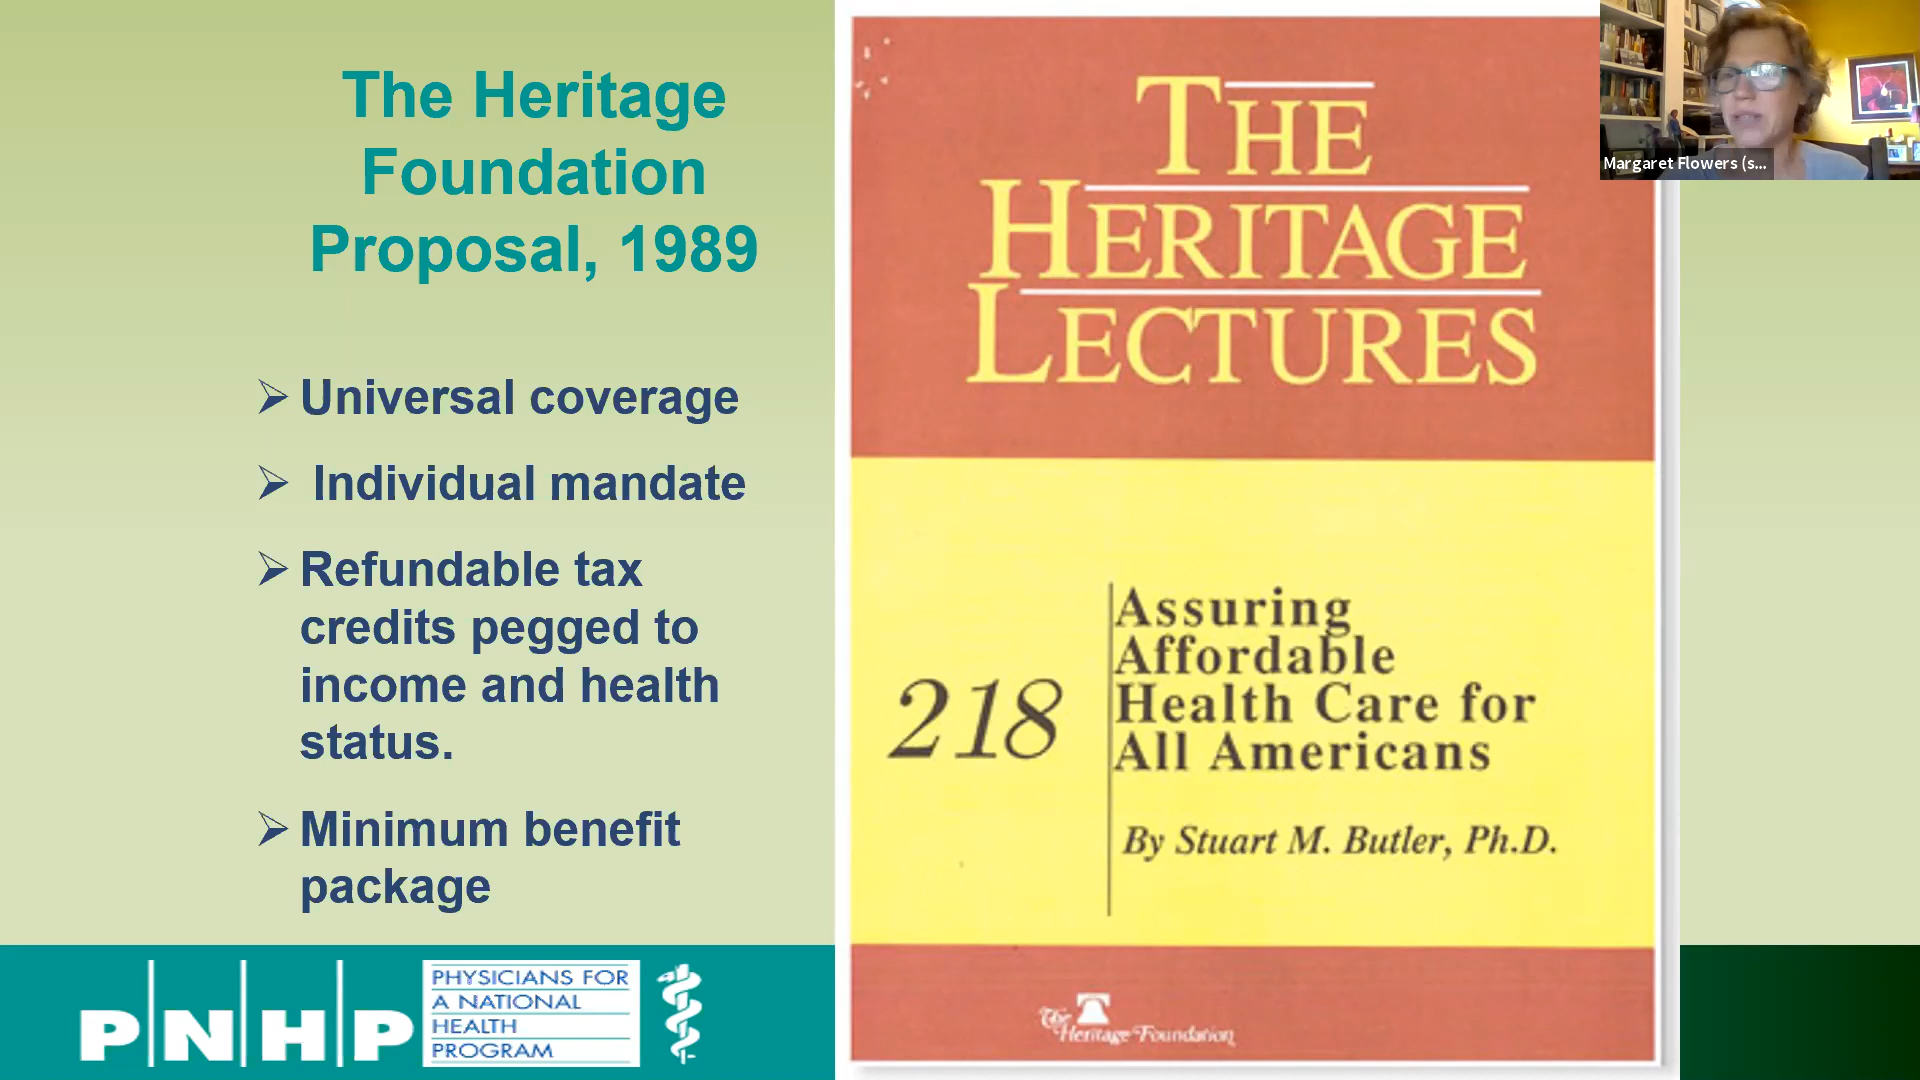 The Heritage
Foundation
Proposal, 1989
➢ Universal coverage
➢ Individual mandate
➢ Refundable tax
credits pegged to
income and health
status.
➢ Minimum benefit
package
PNHP
PHYSICIANS FOR
A NATIONAL
HEALTH
PROGRAM
THE
HERITAGE
LECTURES
218
Assuring
Affordable
Health Care for
All Americans
By Stuart M. Butler, Ph.D.
The
Heritage Foundation
Margaret Flowers (s...